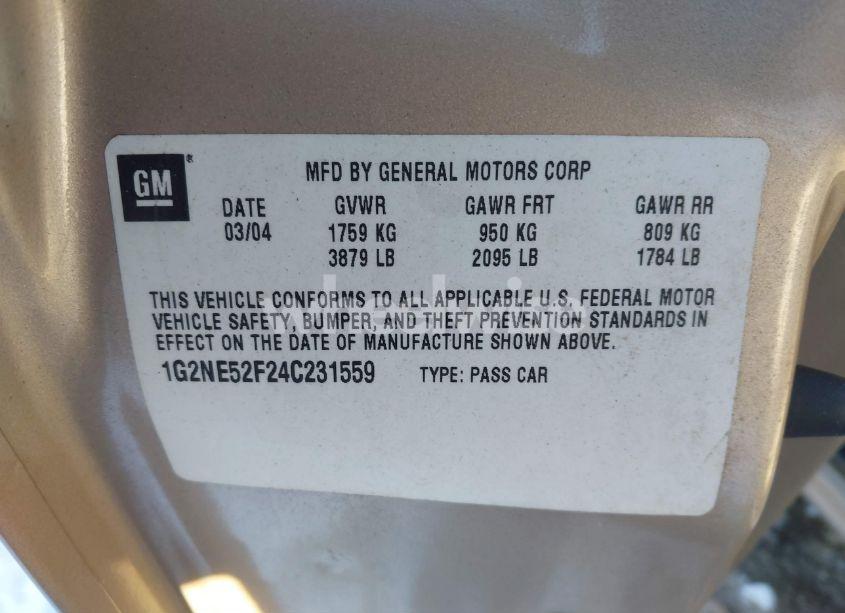 GM
MFD BY GENERAL MOTORS CORP
DATE GVWR GAWR FRT GAWR RR
03/04 1759 KG 950 KG 809 KG
3879 LB 2095 LB 1784 LB
THIS VEHICLE CONFORMS TO ALL APPLICABLE U.S. FEDERAL MOTOR
VEHICLE SAFETY, BUMPER, AND THEFT PREVENTION STANDARDS IN
EFFECT ON THE DATE OF MANUFACTURE SHOWN ABOVE.
1G2NE52F24C231559 TYPE: PASS CAR